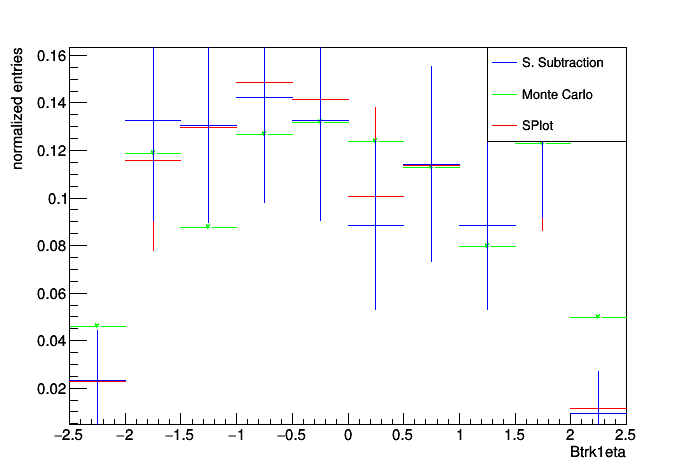 normalized entries
0.16
0.14
0.12
0.1
0.08
0.06
0.04
0.02
S. Subtraction
Monte Carlo
SPlot
−2.5 −2 −1.5 −1 −0.5 0 0.5 1 1.5 2 2.5
Btrk1eta